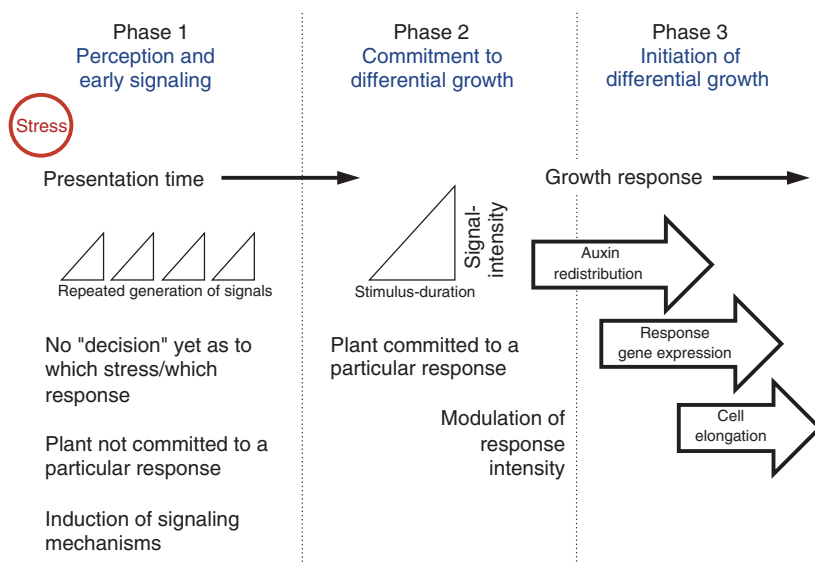 Phase 1
Perception and
early signaling
Stress
Presentation time
Repeated generation of signals
No "decision" yet as to
which stress/which
response
Plant not committed to a
particular response
Induction of signaling
mechanisms
Phase 2
Commitment to
differential growth
Signal-
intensity
Stimulus-duration
Plant committed to a
particular response
Modulation of
response
intensity
Phase 3
Initiation of
differential growth
Growth response
Auxin
redistribution
Response
gene expression
Cell
elongation